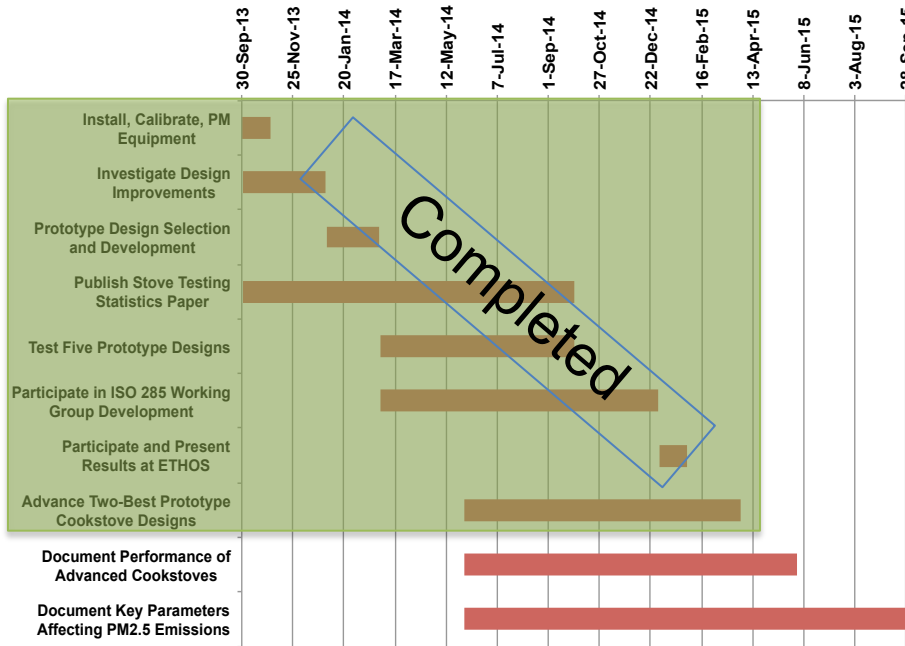 30-Sep-13
25-Nov-13
20-Jan-14
17-Mar-14
12-May-14
7-Jul-14
1-Sep-14
27-Oct-14
22-Dec-14
16-Feb-15
13-Apr-15
8-Jun-15
3-Aug-15
28-Sep-15
Install, Calibrate, PM
Equipment
Investigate Design
Improvements
Prototype Design Selection
and Development
Publish Stove Testing
Statistics Paper
Test Five Prototype Designs
Participate in ISO 285 Working
Group Development
Participate and Present
Results at ETHOS
Advance Two-Best Prototype
Cookstove Designs
Document Performance of
Advanced Cookstoves
Document Key Parameters
Affecting PM2.5 Emissions
Completed